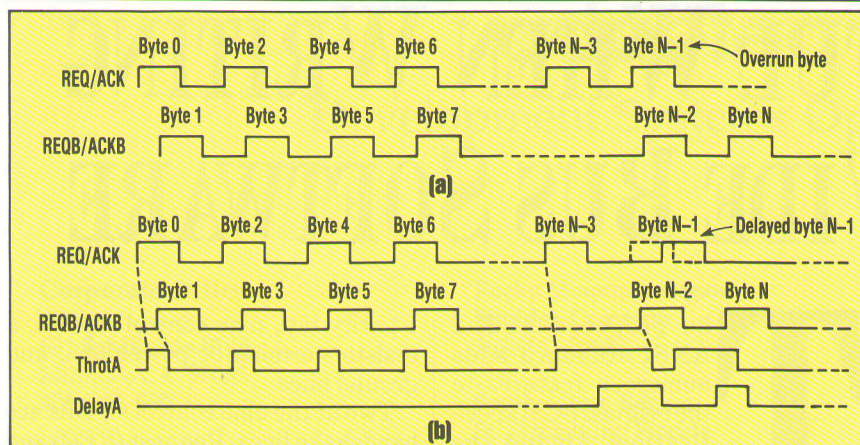 Byte 0 Byte 2 Byte 4 Byte 6 Byte N–3 Byte N–1 Overrun byte
REQ/ACK
Byte 1 Byte 3 Byte 5 Byte 7 Byte N–2 Byte N
REQB/ACKB
(a)
Byte 0 Byte 2 Byte 4 Byte 6 Byte N–3 Byte N–1 Delayed byte N–1
REQ/ACK
Byte 1 Byte 3 Byte 5 Byte 7 Byte N–2 Byte N
REQB/ACKB
ThrotA
DelayA
(b)